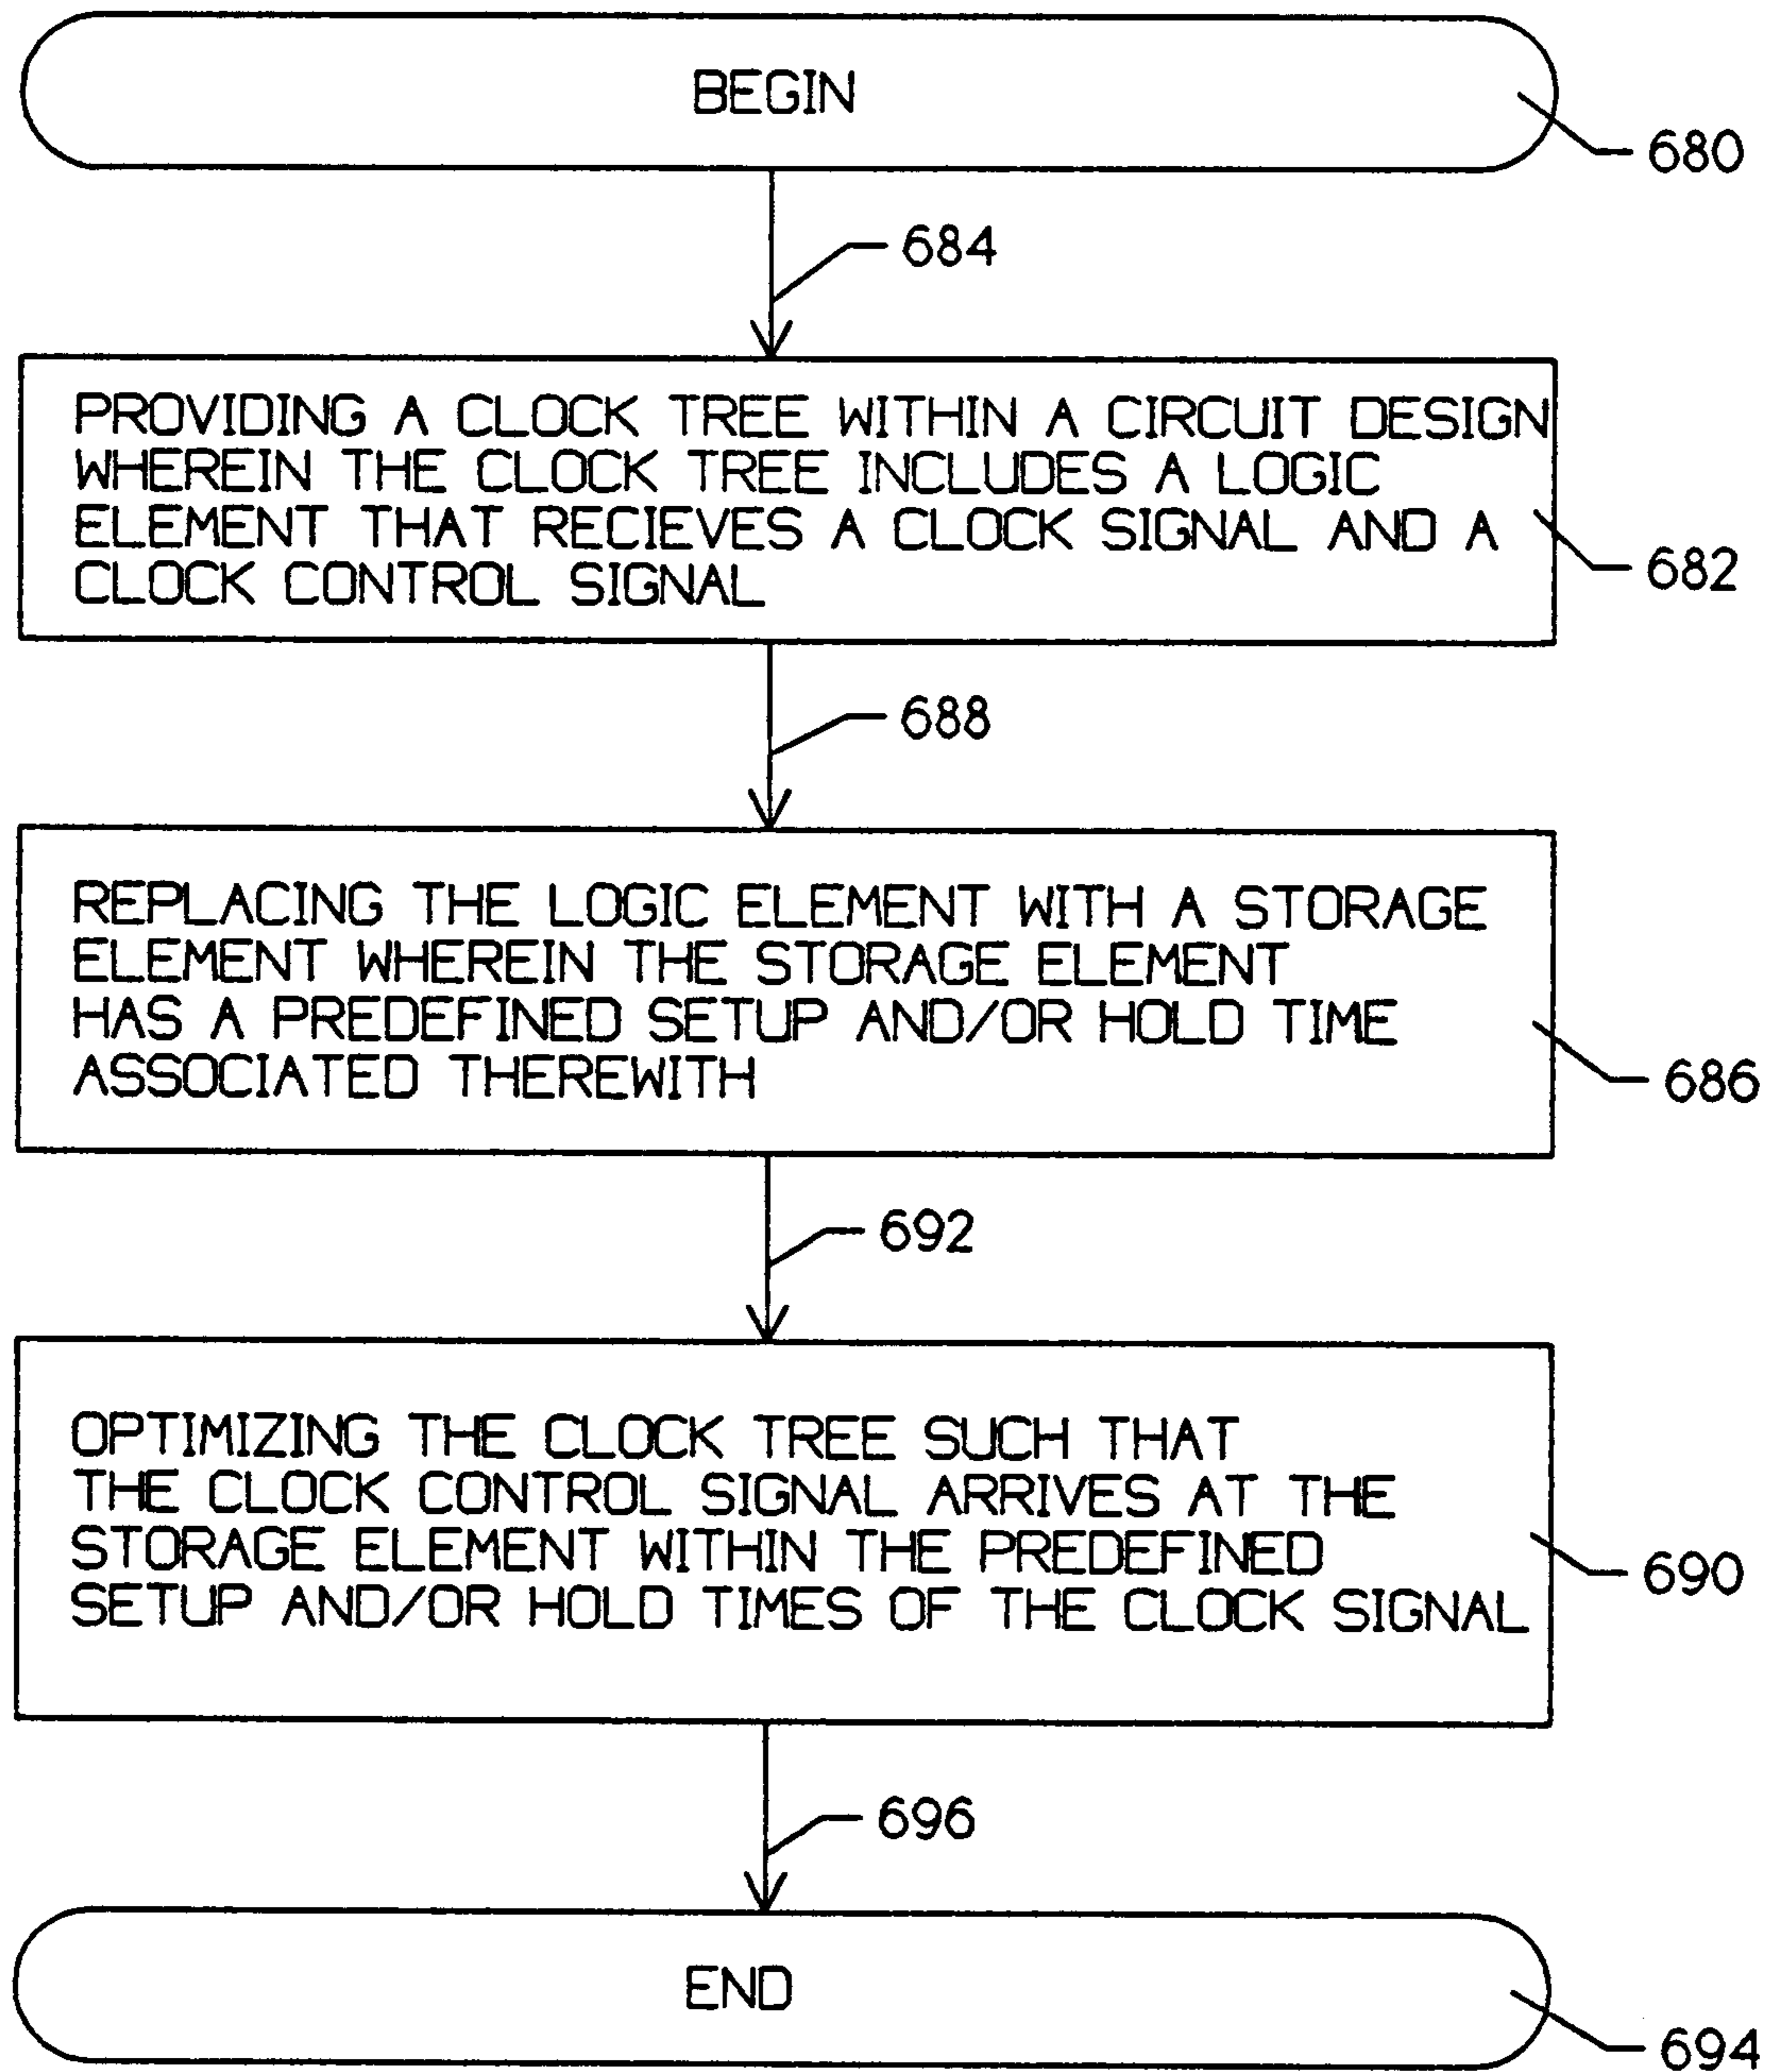 BEGIN
680
684
PROVIDING A CLOCK TREE WITHIN A CIRCUIT DESIGN
WHEREIN THE CLOCK TREE INCLUDES A LOGIC
ELEMENT THAT RECIEVES A CLOCK SIGNAL AND A
CLOCK CONTROL SIGNAL
682
688
REPLACING THE LOGIC ELEMENT WITH A STORAGE
ELEMENT WHEREIN THE STORAGE ELEMENT
HAS A PREDEFINED SETUP AND/OR HOLD TIME
ASSOCIATED THEREWITH
686
692
OPTIMIZING THE CLOCK TREE SUCH THAT
THE CLOCK CONTROL SIGNAL ARRIVES AT THE
STORAGE ELEMENT WITHIN THE PREDEFINED
SETUP AND/OR HOLD TIMES OF THE CLOCK SIGNAL
690
696
END
694